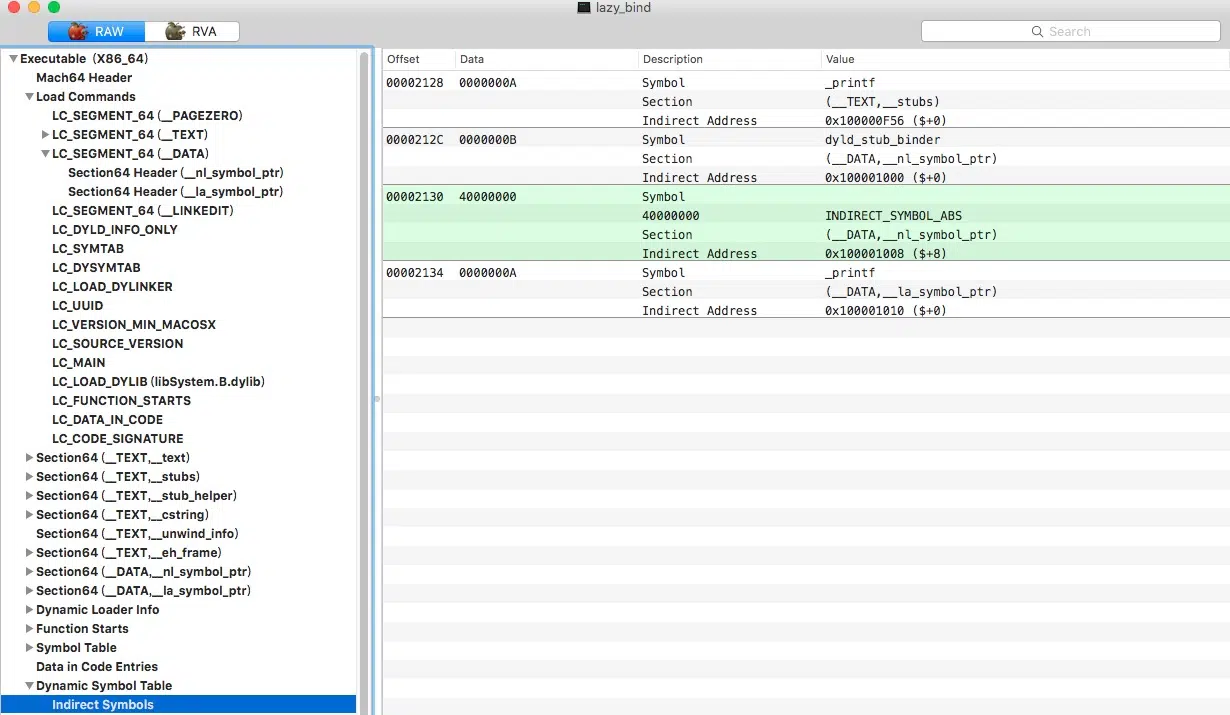 lazy_bind
RAW RVA Search
Executable (X86_64)
Mach64 Header
Load Commands
LC_SEGMENT_64 (__PAGEZERO)
LC_SEGMENT_64 (__TEXT)
LC_SEGMENT_64 (__DATA)
Section64 Header (__nl_symbol_ptr)
Section64 Header (__la_symbol_ptr)
LC_SEGMENT_64 (__LINKEDIT)
LC_DYLD_INFO_ONLY
LC_SYMTAB
LC_DYSYMTAB
LC_LOAD_DYLINKER
LC_UUID
LC_VERSION_MIN_MACOSX
LC_SOURCE_VERSION
LC_MAIN
LC_LOAD_DYLIB (libSystem.B.dylib)
LC_FUNCTION_STARTS
LC_DATA_IN_CODE
LC_CODE_SIGNATURE
Section64 (__TEXT,__text)
Section64 (__TEXT,__stubs)
Section64 (__TEXT,__stub_helper)
Section64 (__TEXT,__cstring)
Section64 (__TEXT,__unwind_info)
Section64 (__TEXT,__eh_frame)
Section64 (__DATA,__nl_symbol_ptr)
Section64 (__DATA,__la_symbol_ptr)
Dynamic Loader Info
Function Starts
Symbol Table
Data in Code Entries
Dynamic Symbol Table
Indirect Symbols
Offset Data Description Value
00002128 0000000A Symbol _printf
Section (__TEXT,__stubs)
Indirect Address 0x100000F56 ($+0)
0000212C 0000000B Symbol dyld_stub_binder
Section (__DATA,__nl_symbol_ptr)
Indirect Address 0x100001000 ($+0)
00002130 40000000 Symbol
40000000 INDIRECT_SYMBOL_ABS
Section (__DATA,__nl_symbol_ptr)
Indirect Address 0x100001008 ($+8)
00002134 0000000A Symbol _printf
Section (__DATA,__la_symbol_ptr)
Indirect Address 0x100001010 ($+0)